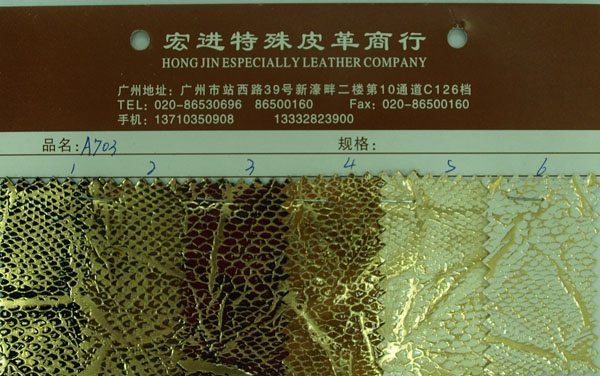 宏进特殊皮革商行
HONG JIN ESPECIALLY LEATHER COMPANY
广州地址：广州市站西路39号新濠畔二楼第10通道C126档
TEL: 020-86530696 86500160 Fax: 020-86500160
手机：13710350908 13332823900
品名：A703 规格：
1 2 3 4 5 6